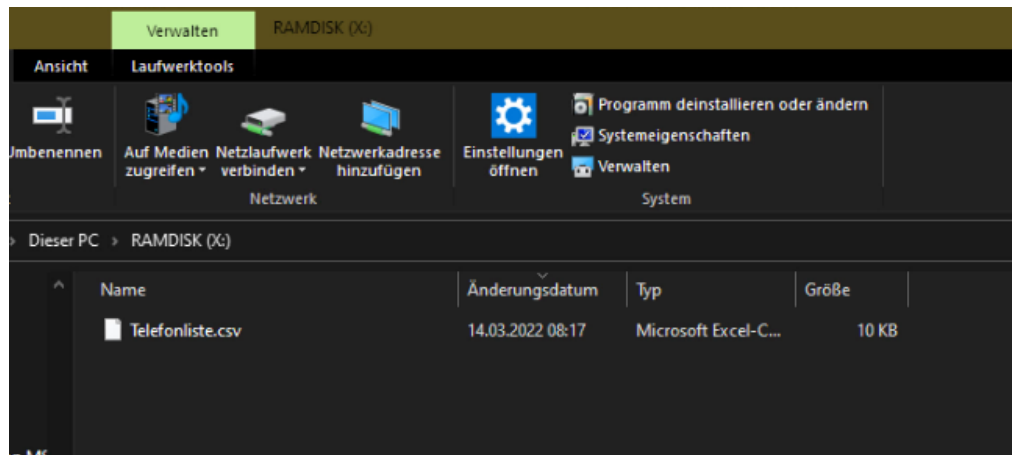 Verwalten RAMDISK (X:)
Ansicht Laufwerktools
Umbenennen
Auf Medien zugreifen
Netzlaufwerk verbinden
Netzwerkadresse hinzufügen
Netzwerk
Einstellungen öffnen
Programm deinstallieren oder ändern
Systemeigenschaften
Verwalten
System
Dieser PC > RAMDISK (X:)
Name Änderungsdatum Typ Größe
Telefonliste.csv 14.03.2022 08:17 Microsoft Excel-C... 10 KB